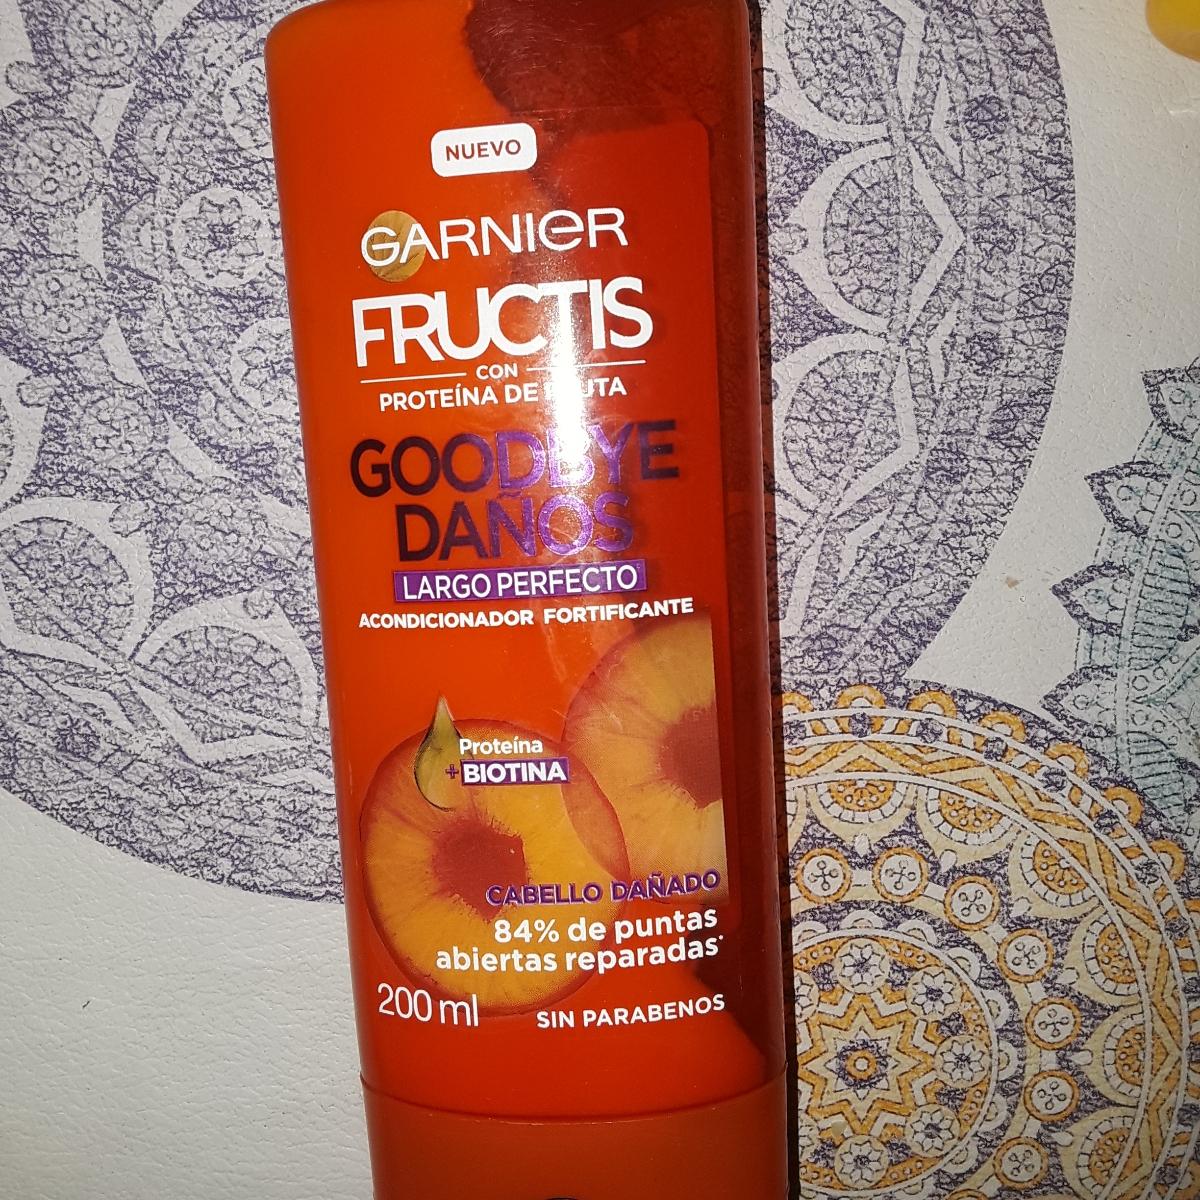 NUEVO
GARNIER
FRUCTIS
CON
PROTEÍNA DE FRUTA
GOODBYE
DAÑOS
LARGO PERFECTO
ACONDICIONADOR FORTIFICANTE
Proteína
+BIOTINA
CABELLO DAÑADO
84% de puntas
abiertas reparadas*
200 ml
SIN PARABENOS